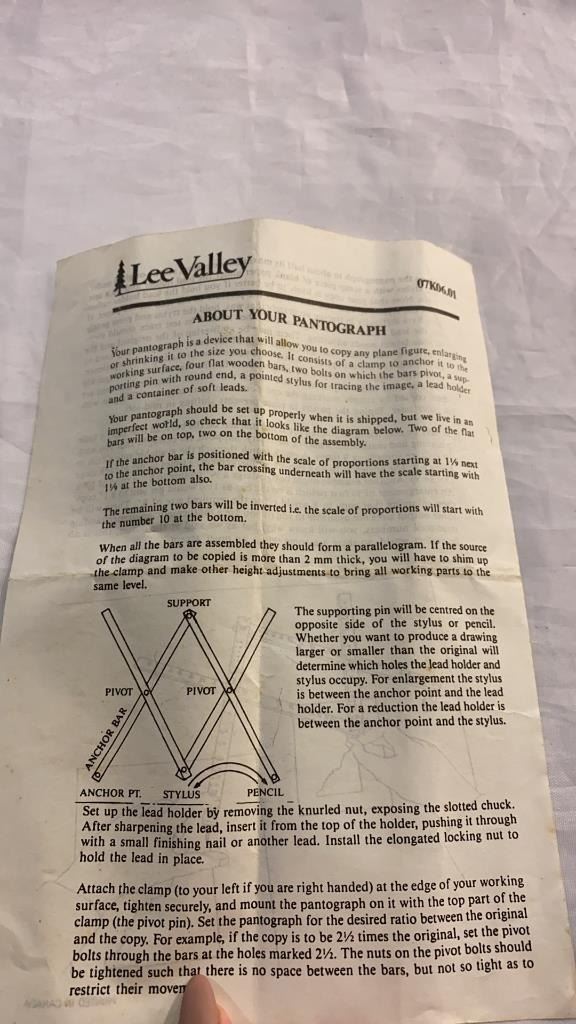 Lee Valley
07K06.01
ABOUT YOUR PANTOGRAPH
Your pantograph is a device that will allow you to copy any plane figure, enlarging
or shrinking it to the size you choose. It consists of a clamp to anchor it to the
working surface, four flat wooden bars, two bolts on which the bars pivot, a sup-
porting pin with round end, a pointed stylus for tracing the image, a lead holder
and a container of soft leads.
Your pantograph should be set up properly when it is shipped, but we live in an
imperfect world, so check that it looks like the diagram below. Two of the flat
bars will be on top, two on the bottom of the assembly.
If the anchor bar is positioned with the scale of proportions starting at 1⅛ next
to the anchor point, the bar crossing underneath will have the scale starting with
1⅛ at the bottom also.
The remaining two bars will be inverted i.e. the scale of proportions will start with
the number 10 at the bottom.
When all the bars are assembled they should form a parallelogram. If the source
of the diagram to be copied is more than 2 mm thick, you will have to shim up
the clamp and make other height adjustments to bring all working parts to the
same level.
SUPPORT
PIVOT
PIVOT
ANCHOR BAR
ANCHOR PT.
STYLUS
PENCIL
The supporting pin will be centred on the
opposite side of the stylus or pencil.
Whether you want to produce a drawing
larger or smaller than the original will
determine which holes the lead holder and
stylus occupy. For enlargement the stylus
is between the anchor point and the lead
holder. For a reduction the lead holder is
between the anchor point and the stylus.
Set up the lead holder by removing the knurled nut, exposing the slotted chuck.
After sharpening the lead, insert it from the top of the holder, pushing it through
with a small finishing nail or another lead. Install the elongated locking nut to
hold the lead in place.
Attach the clamp (to your left if you are right handed) at the edge of your working
surface, tighten securely, and mount the pantograph on it with the top part of the
clamp (the pivot pin). Set the pantograph for the desired ratio between the original
and the copy. For example, if the copy is to be 2½ times the original, set the pivot
bolts through the bars at the holes marked 2½. The nuts on the pivot bolts should
be tightened such that there is no space between the bars, but not so tight as to
restrict their movem